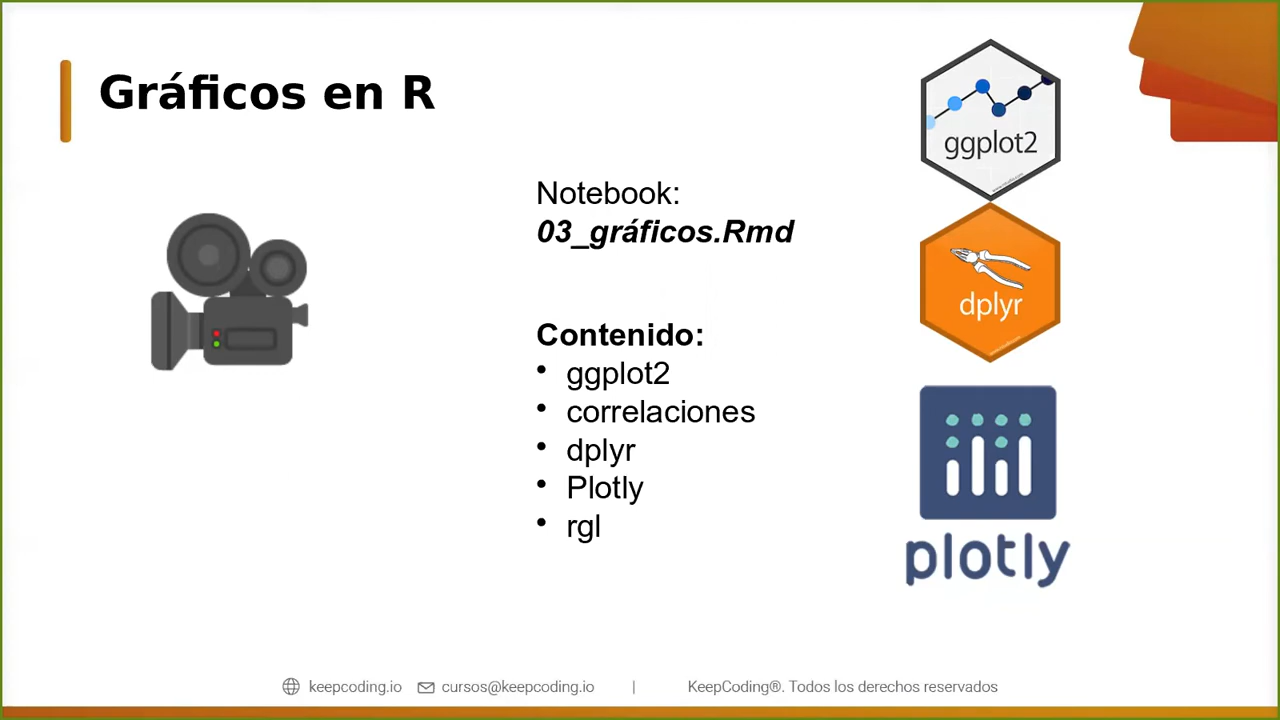 Gráficos en R
ggplot2
Notebook:
03_gráficos.Rmd
dplyr
Contenido:
• ggplot2
• correlaciones
• dplyr
• Plotly
• rgl
plotly
keepcoding.io cursos@keepcoding.io | KeepCoding®. Todos los derechos reservados